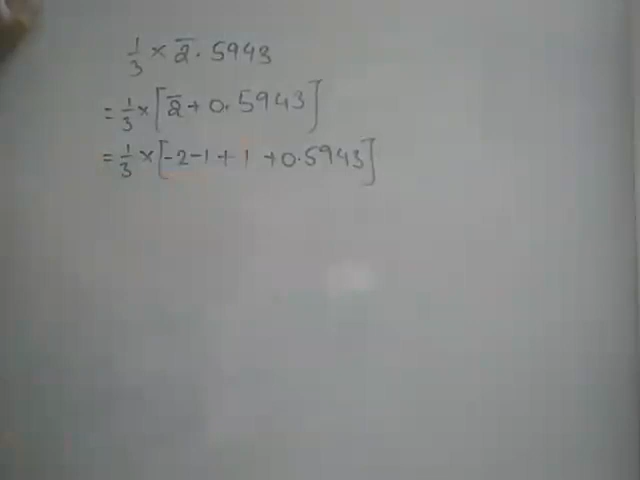 1/3 × 2̄.5943
= 1/3 × [2̄ + 0.5943]
= 1/3 × [-2-1+1+0.5943]